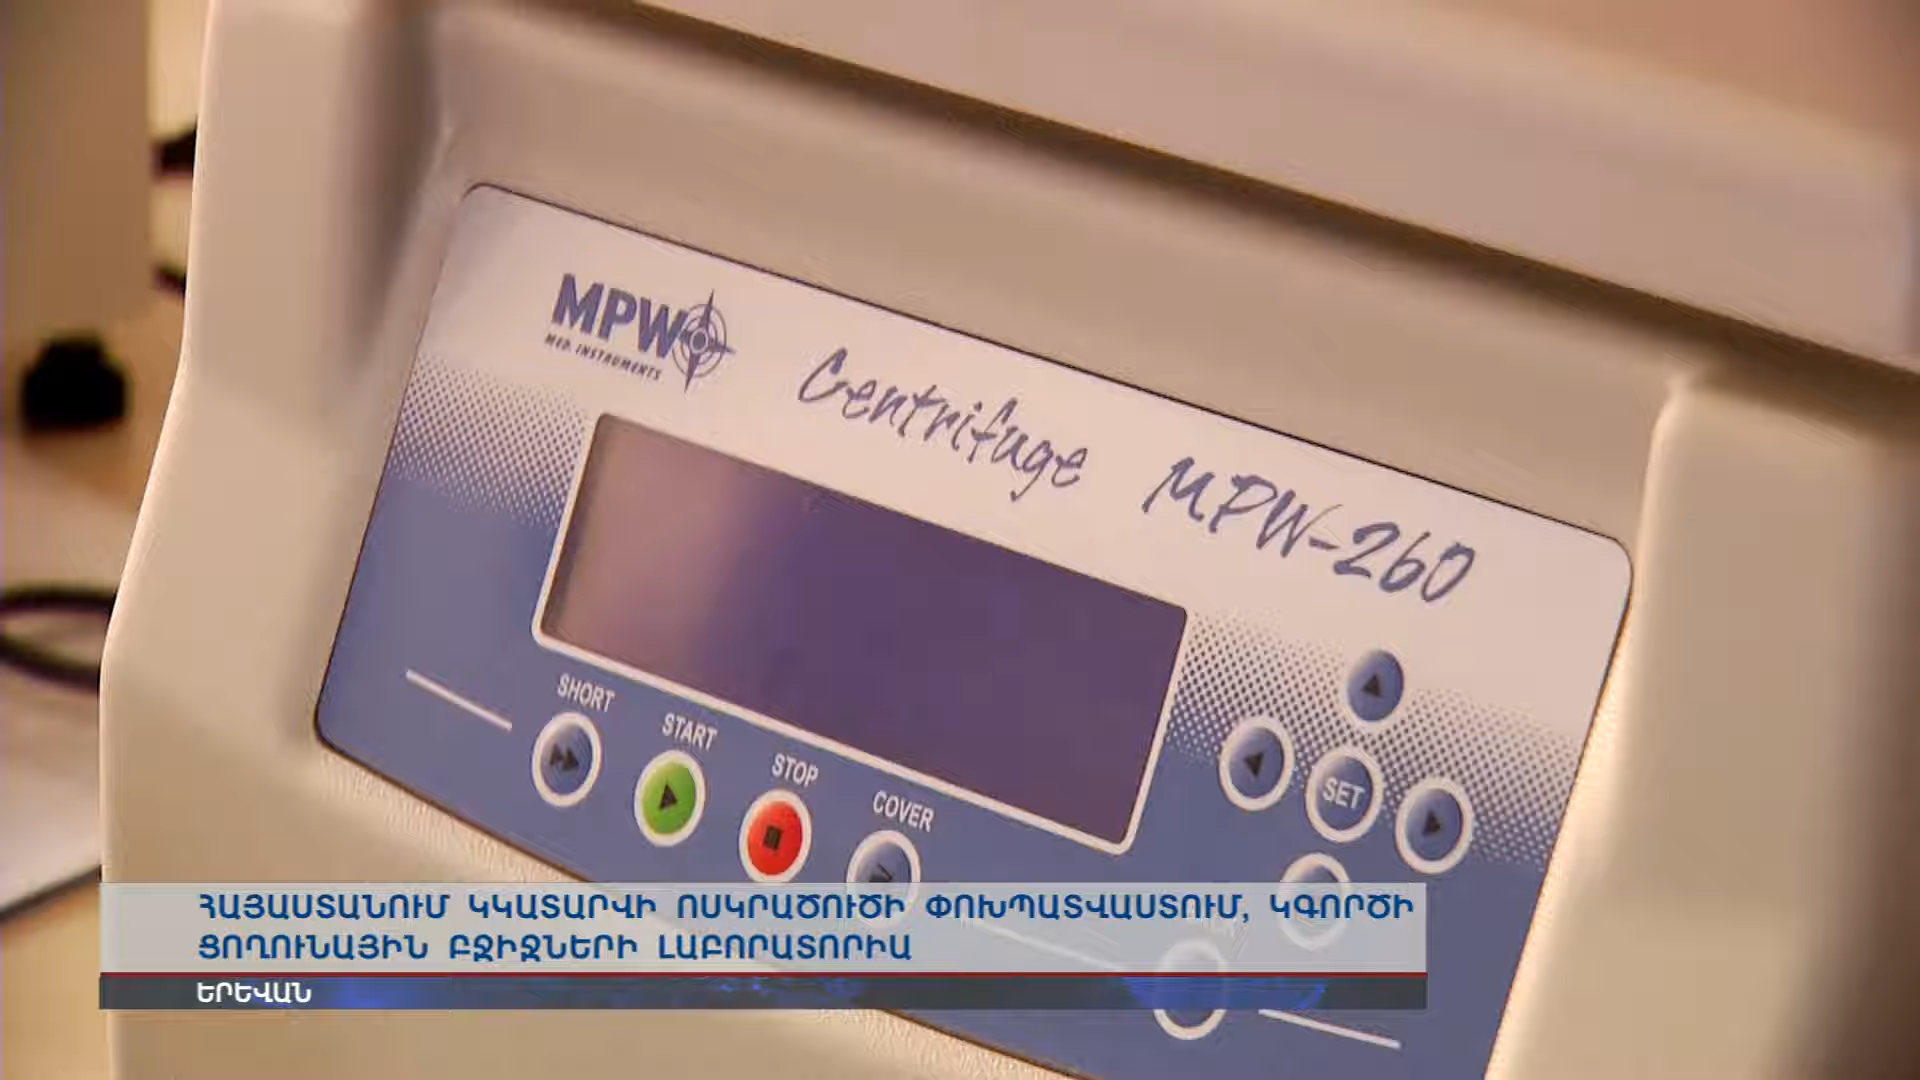 MPW
MED. INSTRUMENTS
Centrifuge MPW-260
SHORT
START
STOP
COVER
SET
ՀԱՅԱՍՏԱՆՈՒՄ ԿԿԱՏԱՐՎԻ ՈՍԿՐԱԾՈՒԾԻ ՓՈԽՊԱՏՎԱՍՏՈՒՄ, ԿԳՈՐԾԻ
ՑՈՂՈՒՆԱՅԻՆ ԲՋԻՋՆԵՐԻ ԼԱԲՈՐԱՏՈՐԻԱ
ԵՐԵՎԱՆ